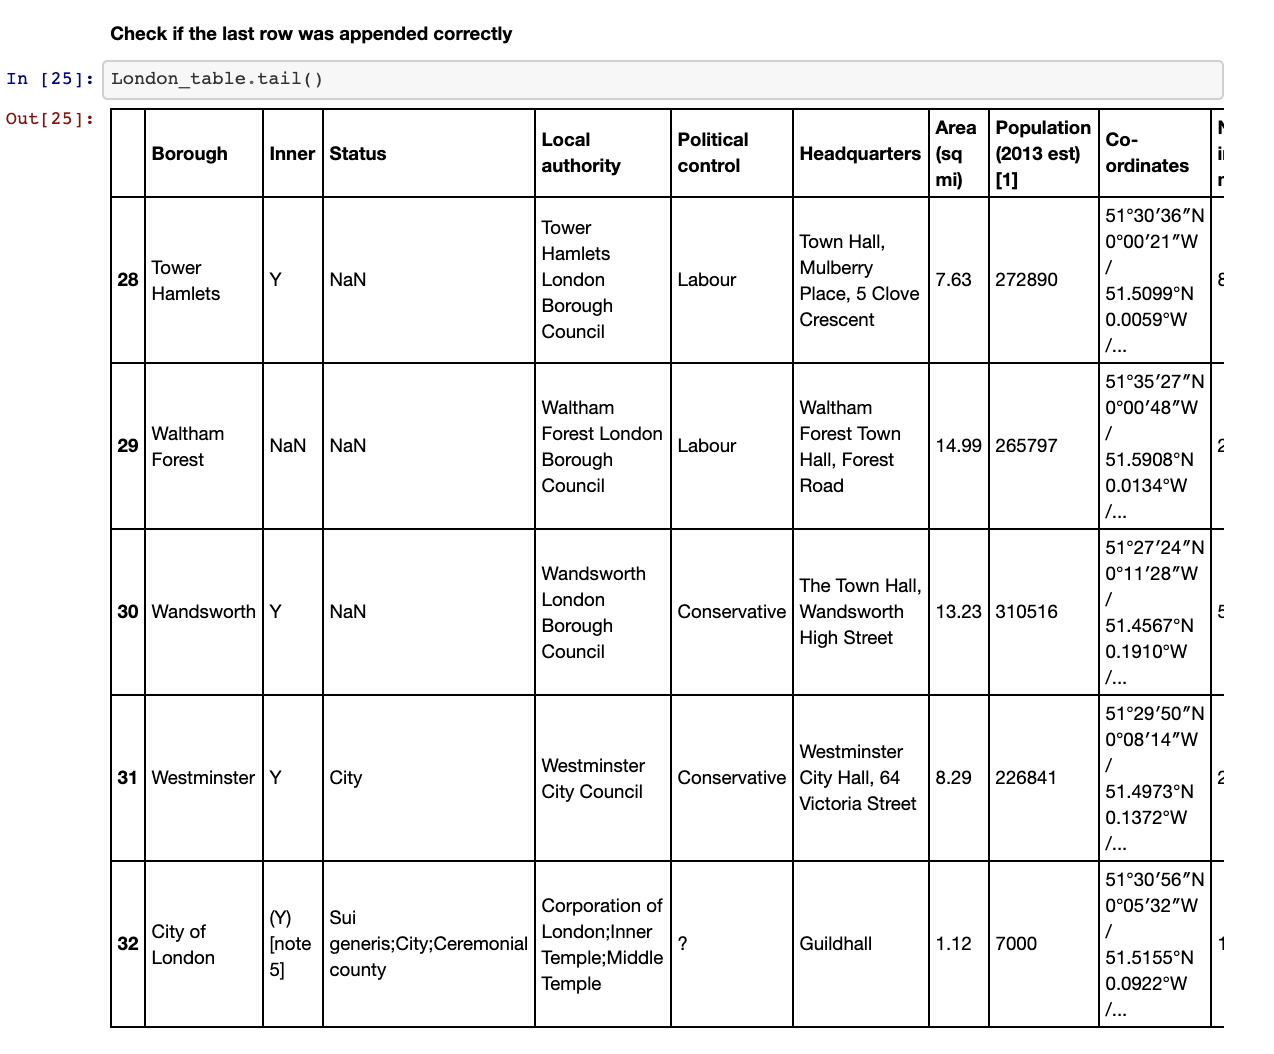 Check if the last row was appended correctly
In [25]: London_table.tail()
Out[25]:
Borough Inner Status Local authority Political control Headquarters Area (sq mi) Population (2013 est) [1] Co-ordinates
28 Tower Hamlets Y NaN Tower Hamlets London Borough Council Labour Town Hall, Mulberry Place, 5 Clove Crescent 7.63 272890 51°30′36″N 0°00′21″W / 51.5099°N 0.0059°W /... 8
29 Waltham Forest NaN NaN Waltham Forest London Borough Council Labour Waltham Forest Town Hall, Forest Road 14.99 265797 51°35′27″N 0°00′48″W / 51.5908°N 0.0134°W /... 2
30 Wandsworth Y NaN Wandsworth London Borough Council Conservative The Town Hall, Wandsworth High Street 13.23 310516 51°27′24″N 0°11′28″W / 51.4567°N 0.1910°W /... 5
31 Westminster Y City Westminster City Council Conservative Westminster City Hall, 64 Victoria Street 8.29 226841 51°29′50″N 0°08′14″W / 51.4973°N 0.1372°W /... 2
32 City of London (Y) [note 5] Sui generis;City;Ceremonial county Corporation of London;Inner Temple;Middle Temple ? Guildhall 1.12 7000 51°30′56″N 0°05′32″W / 51.5155°N 0.0922°W /... 1